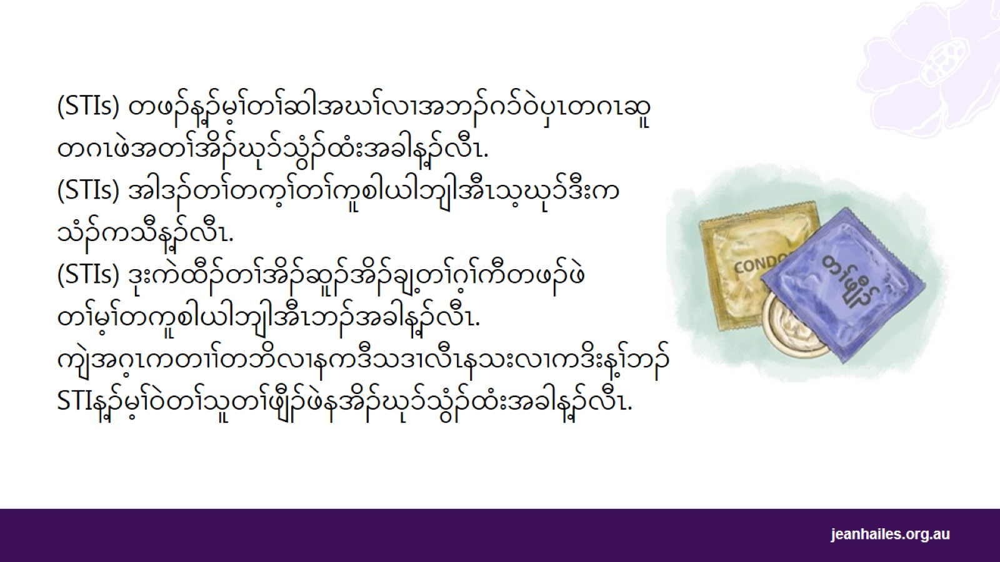 (STIs) တဖၣ်န့ၣ်မ့ၢ်တၢ်ဆါအဃၢ်လၢအဘၣ်ဂာ်ဝဲပှၤတဂၤဆူ
တဂၤဖဲအတၢ်အိၣ်ဃုာ်သွံၣ်ထံးအခါန့ၣ်လီၤ.
(STIs) အါဒၣ်တၢ်တက့ၢ်တၢ်ကူစါယါဘျါအီၤသ့ဃုာ်ဒီးက
သံၣ်ကသီန့ၣ်လီၤ.
(STIs) ဒုးကဲထီၣ်တၢ်အိၣ်ဆူၣ်အိၣ်ချ့တၢ်ဂ့ၢ်ကီတဖၣ်ဖဲ
တၢ်မ့ၢ်တကူစါယါဘျါအီၤဘၣ်အခါန့ၣ်လီၤ.
ကျဲအဂ့ၤကတၢၢ်တဘိလၢနကဒီသဒၢလီၤနသးလၢကဒိးန့ၢ်ဘၣ်
STIန့ၣ်မ့ၢ်ဝဲတၢ်သူတၢ်ဖျီၣ်ဖဲနအိၣ်ဃုာ်သွံၣ်ထံးအခါန့ၣ်လီၤ.
တၢ်ဖျီၣ်
jeanhailes.org.au